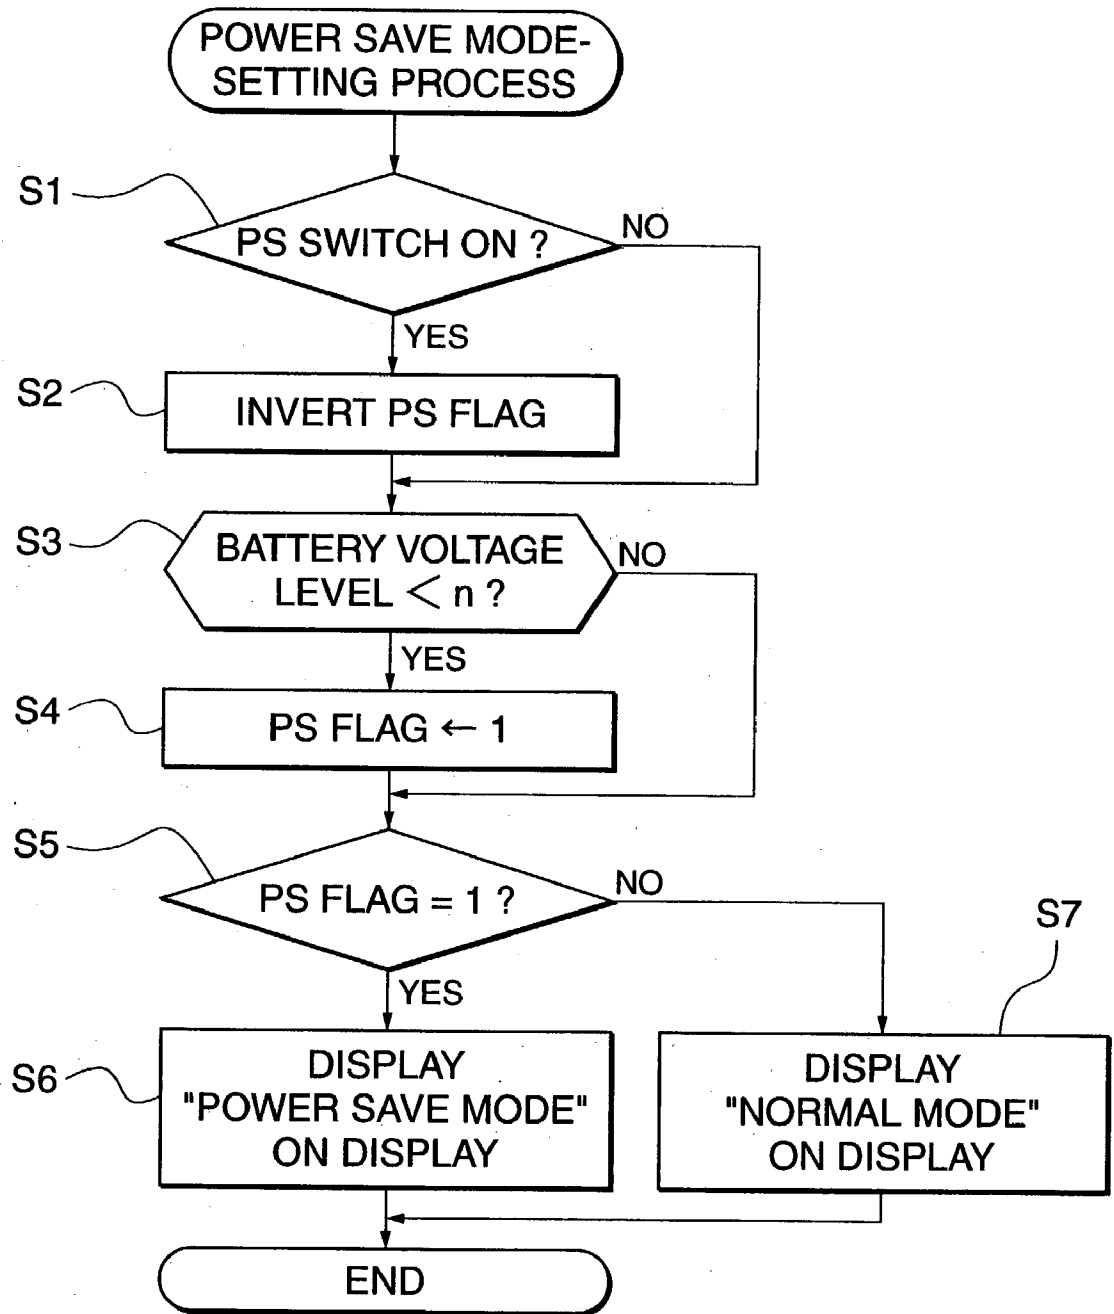 POWER SAVE MODE-
SETTING PROCESS
S1
PS SWITCH ON ?
NO
YES
S2
INVERT PS FLAG
S3
BATTERY VOLTAGE
LEVEL < n ?
NO
YES
S4
PS FLAG ← 1
S5
PS FLAG = 1 ?
NO
YES
S7
S6
DISPLAY
"POWER SAVE MODE"
ON DISPLAY
DISPLAY
"NORMAL MODE"
ON DISPLAY
END